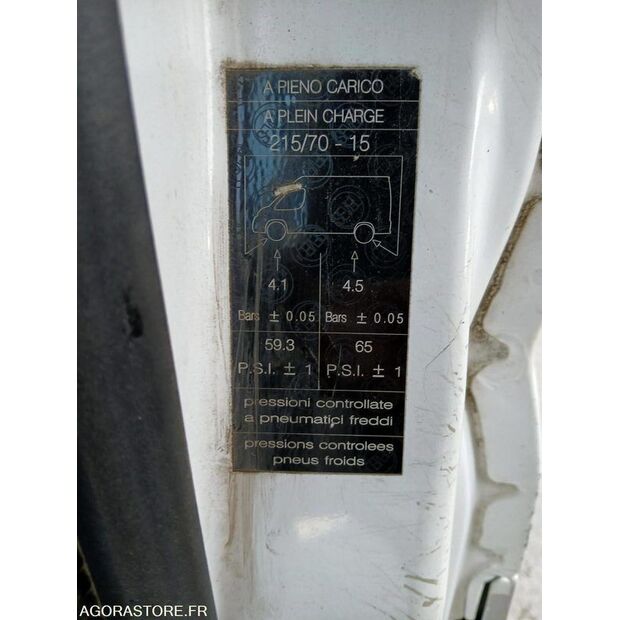 A PIENO CARICO
A PLEIN CHARGE
215/70 - 15
4.1 4.5
Bars ± 0.05 Bars ± 0.05
59.3 65
P.S.I. ± 1 P.S.I. ± 1
pressioni controllate
a pneumatici freddi
pressions controlees
pneus froids
AGORASTORE.FR